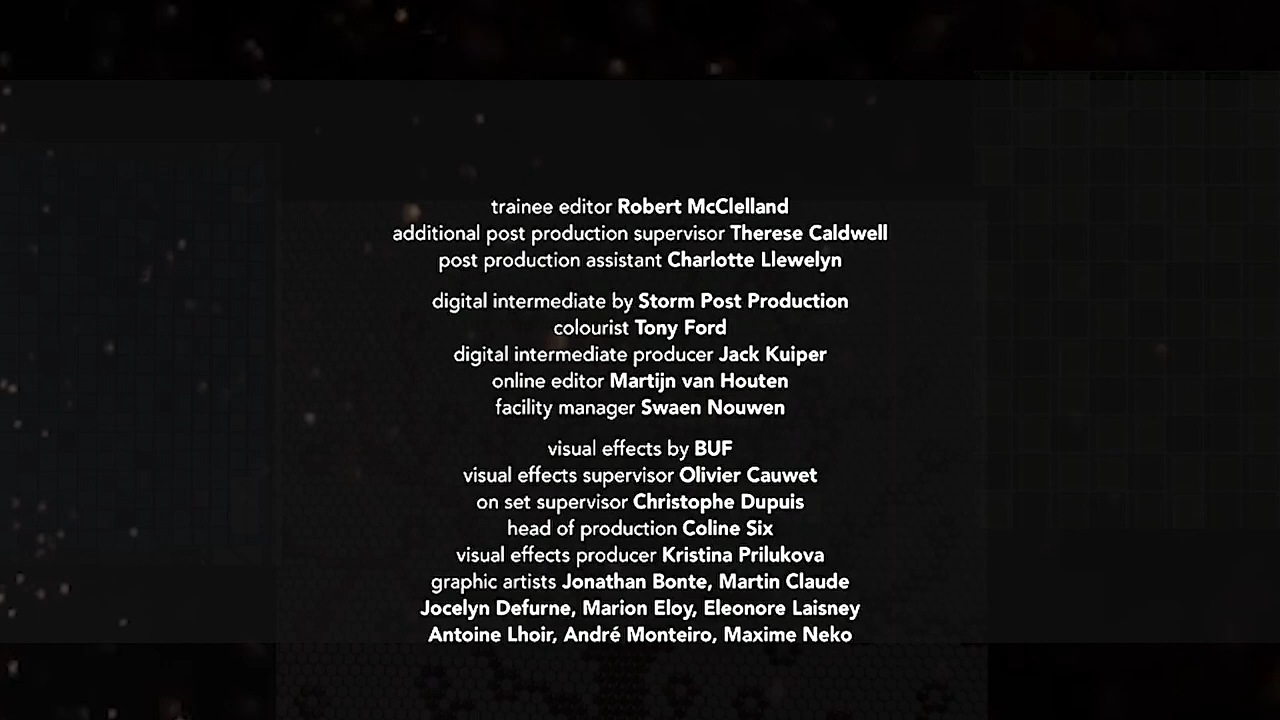 trainee editor Robert McClelland
additional post production supervisor Therese Caldwell
post production assistant Charlotte Llewelyn
digital intermediate by Storm Post Production
colourist Tony Ford
digital intermediate producer Jack Kuiper
online editor Martijn van Houten
facility manager Swaen Nouwen
visual effects by BUF
visual effects supervisor Olivier Cauwet
on set supervisor Christophe Dupuis
head of production Coline Six
visual effects producer Kristina Prilukova
graphic artists Jonathan Bonte, Martin Claude
Jocelyn Defurne, Marion Eloy, Eleonore Laisney
Antoine Lhoir, André Monteiro, Maxime Neko